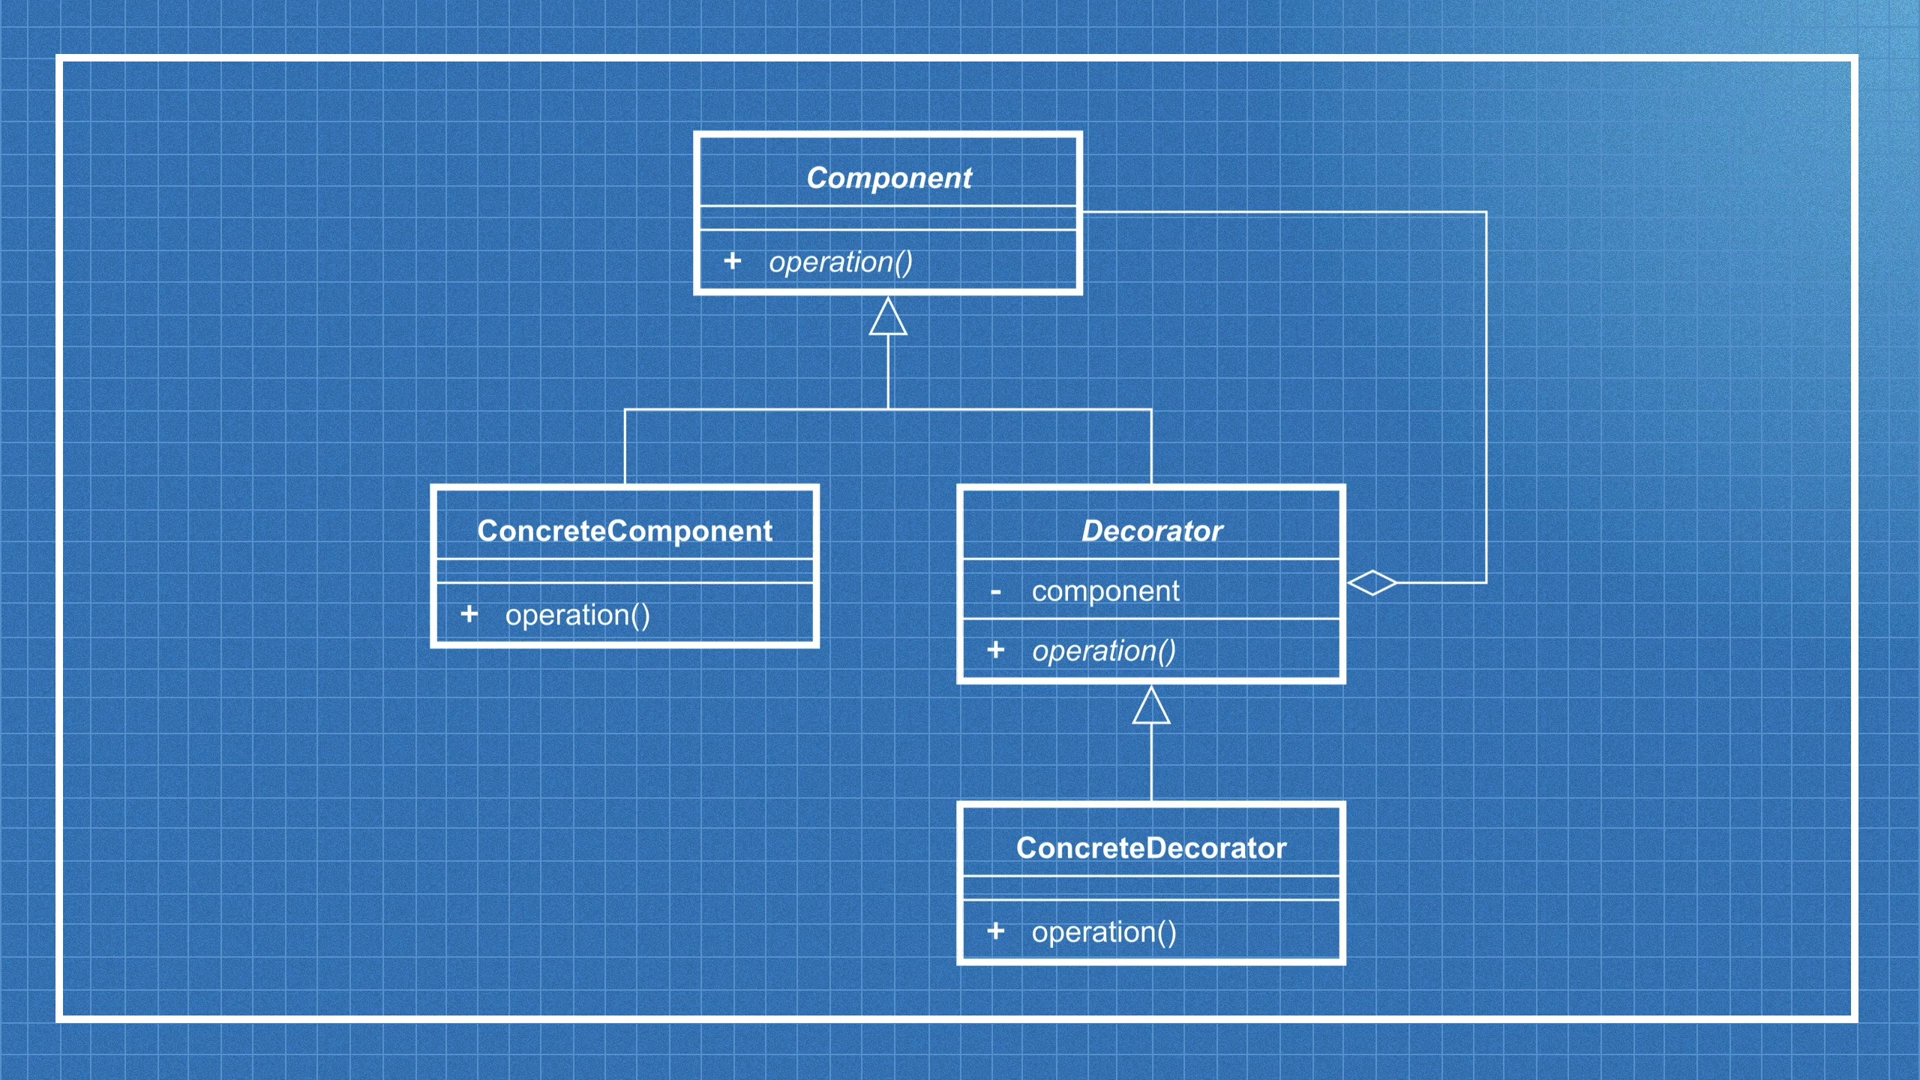 Component
+ operation()
ConcreteComponent
+ operation()
Decorator
- component
+ operation()
ConcreteDecorator
+ operation()